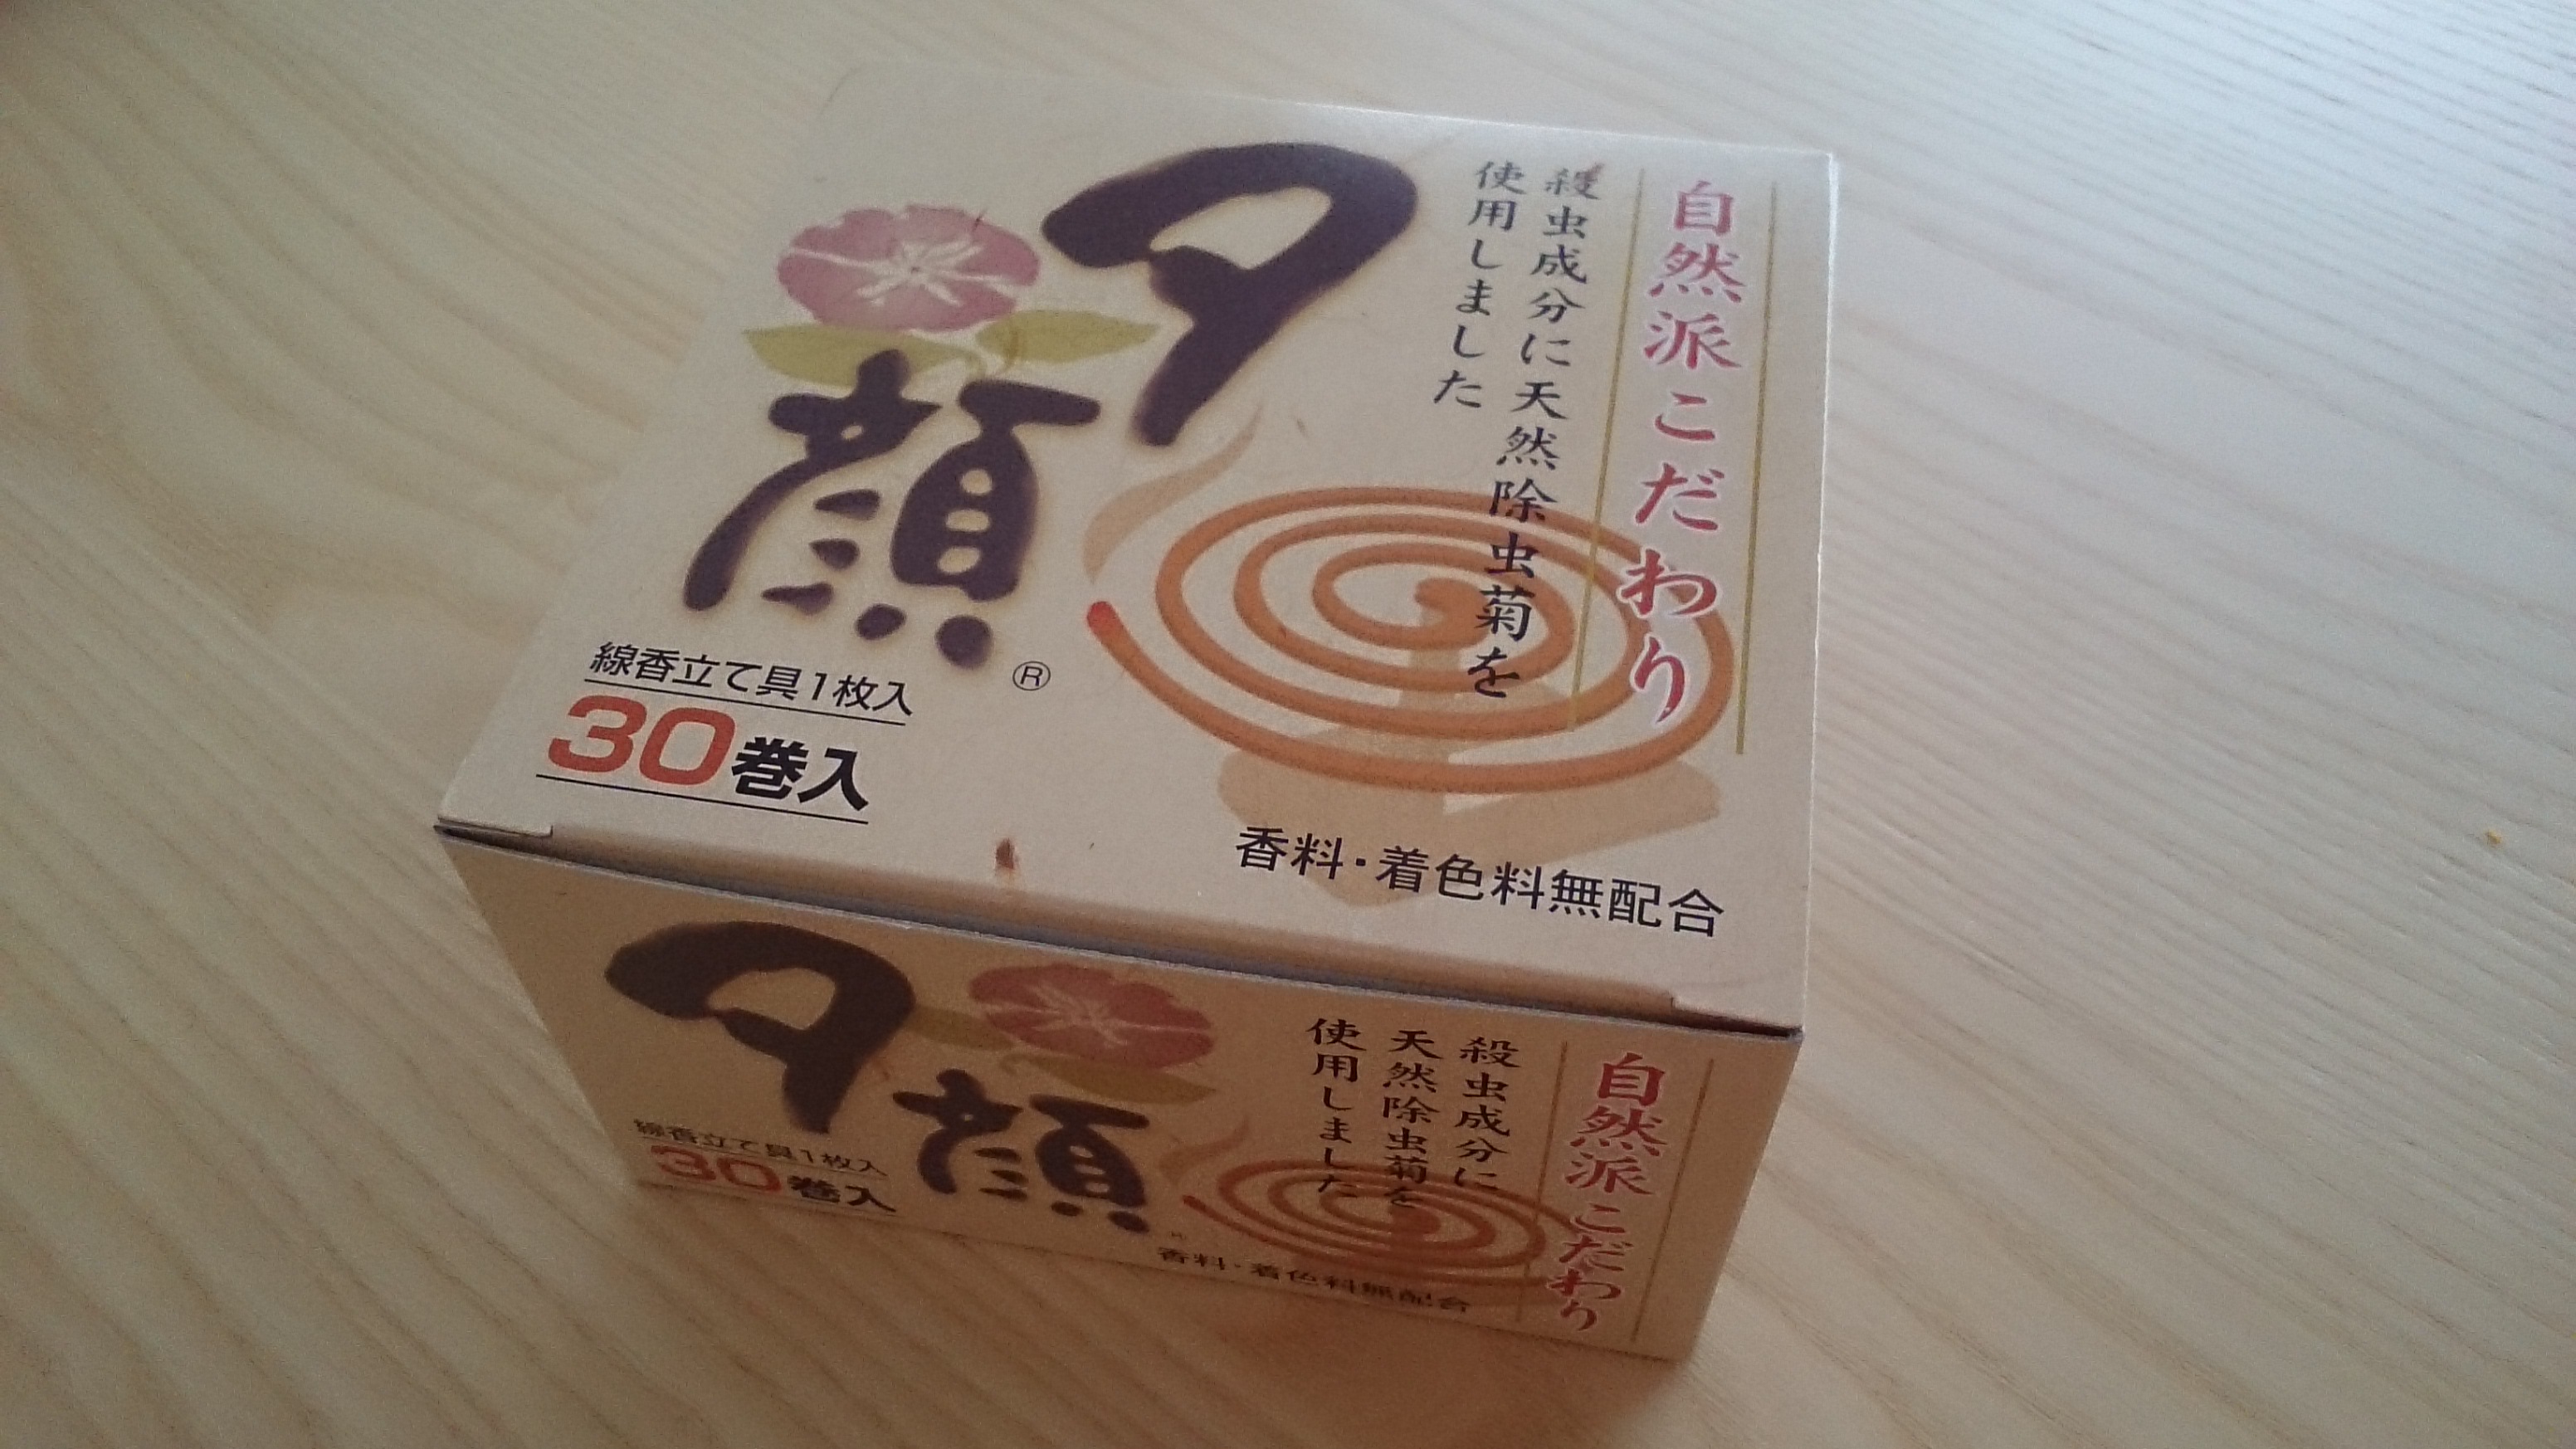 自然派こだわり
殺虫成分に天然除虫菊を
使用しました
夕顔
®
線香立て具1枚入
30巻入
香料・着色料無配合
自然派こだわり
殺虫成分に
天然除虫菊を
使用しました
夕顔
線香立て具1枚入
30巻入
香料・着色料無配合